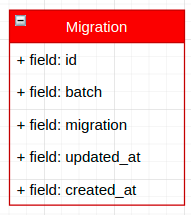 Migration
+ field: id
+ field: batch
+ field: migration
+ field: updated_at
+ field: created_at